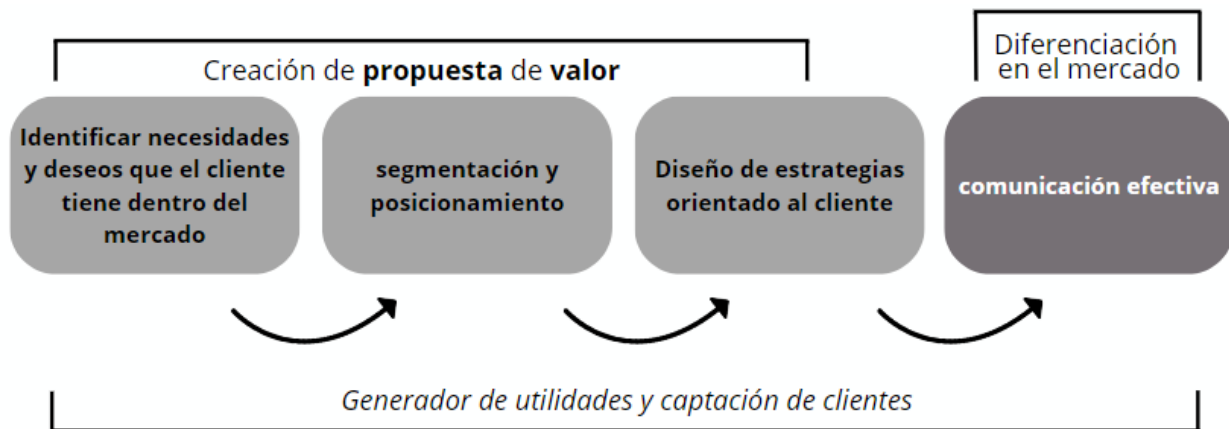 Creación de propuesta de valor
Diferenciación
en el mercado
Identificar necesidades
y deseos que el cliente
tiene dentro del
mercado
segmentación y
posicionamiento
Diseño de estrategias
orientado al cliente
comunicación efectiva
Generador de utilidades y captación de clientes